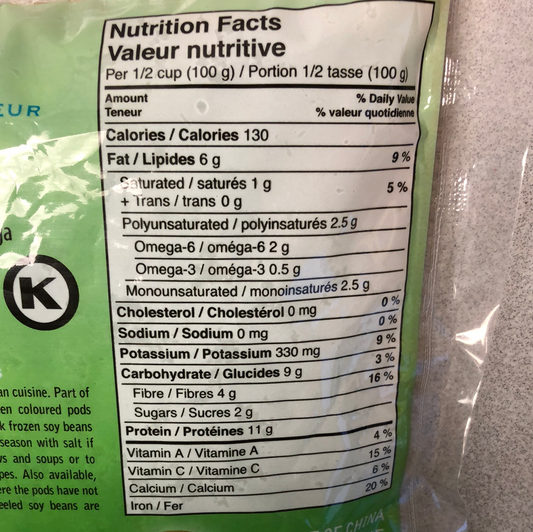 EUR
Nutrition Facts
Valeur nutritive
Per 1/2 cup (100 g) / Portion 1/2 tasse (100 g)
Amount % Daily Value
Teneur % valeur quotidienne
Calories / Calories 130
Fat / Lipides 6 g 9 %
Saturated / saturés 1 g 5 %
+ Trans / trans 0 g
Polyunsaturated / polyinsaturés 2.5 g
Omega-6 / oméga-6 2 g
Omega-3 / oméga-3 0.5 g
Monounsaturated / monoinsaturés 2.5 g
Cholesterol / Cholestérol 0 mg 0 %
Sodium / Sodium 0 mg 0 %
Potassium / Potassium 330 mg 9 %
Carbohydrate / Glucides 9 g 3 %
Fibre / Fibres 4 g 16 %
Sugars / Sucres 2 g
Protein / Protéines 11 g
Vitamin A / Vitamine A 4 %
Vitamin C / Vitamine C 15 %
Calcium / Calcium 6 %
Iron / Fer 20 %
K
an cuisine. Part of
en coloured pods
k frozen soy beans
season with salt if
ws and soups or to
pes. Also available,
ere the pods have not
eeled soy beans are
OF CHINA